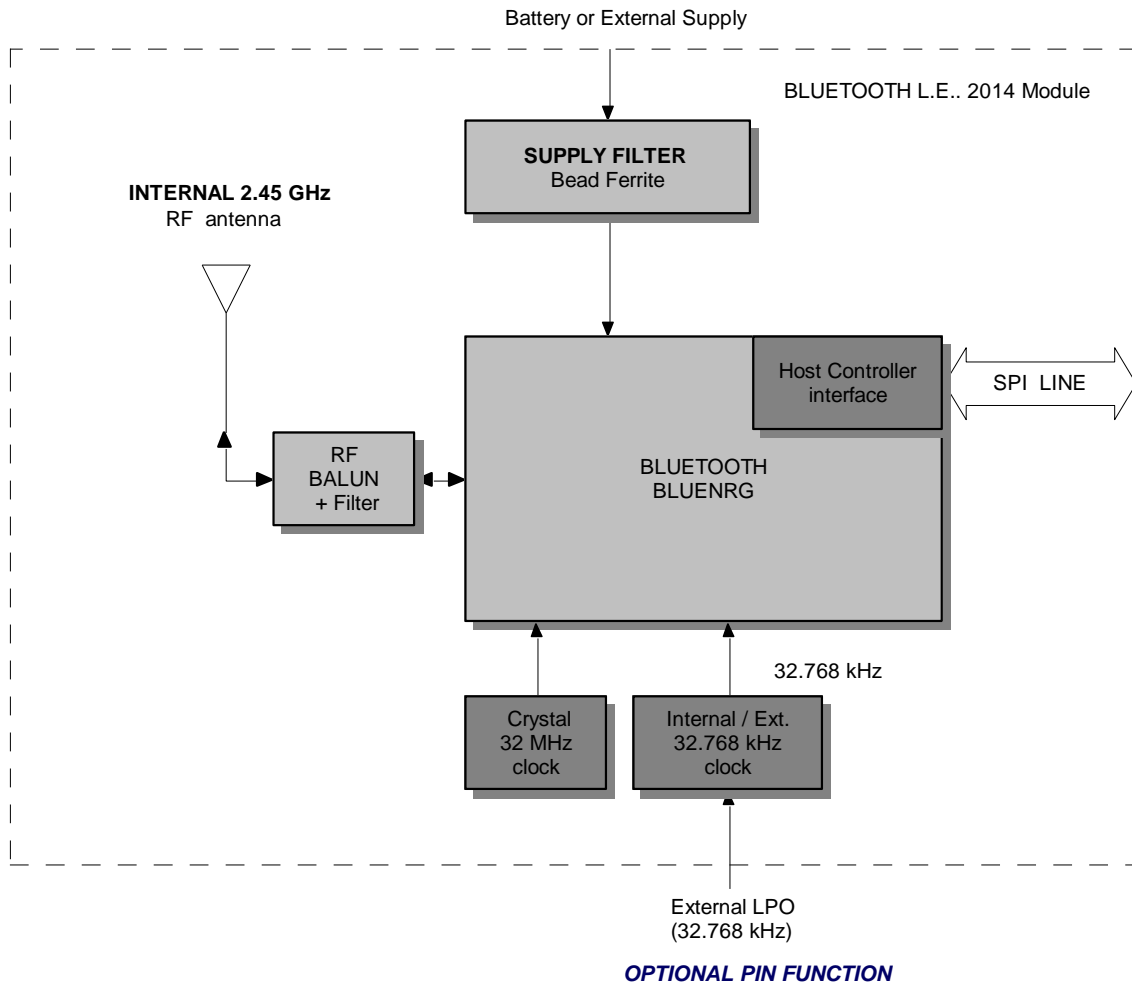 Battery or External Supply
BLUETOOTH L.E.. 2014 Module
SUPPLY FILTER
Bead Ferrite
INTERNAL 2.45 GHz
RF antenna
Host Controller
interface
SPI LINE
RF
BALUN
+ Filter
BLUETOOTH
BLUENRG
32.768 kHz
Crystal
32 MHz
clock
Internal / Ext.
32.768 kHz
clock
External LPO
(32.768 kHz)
OPTIONAL PIN FUNCTION